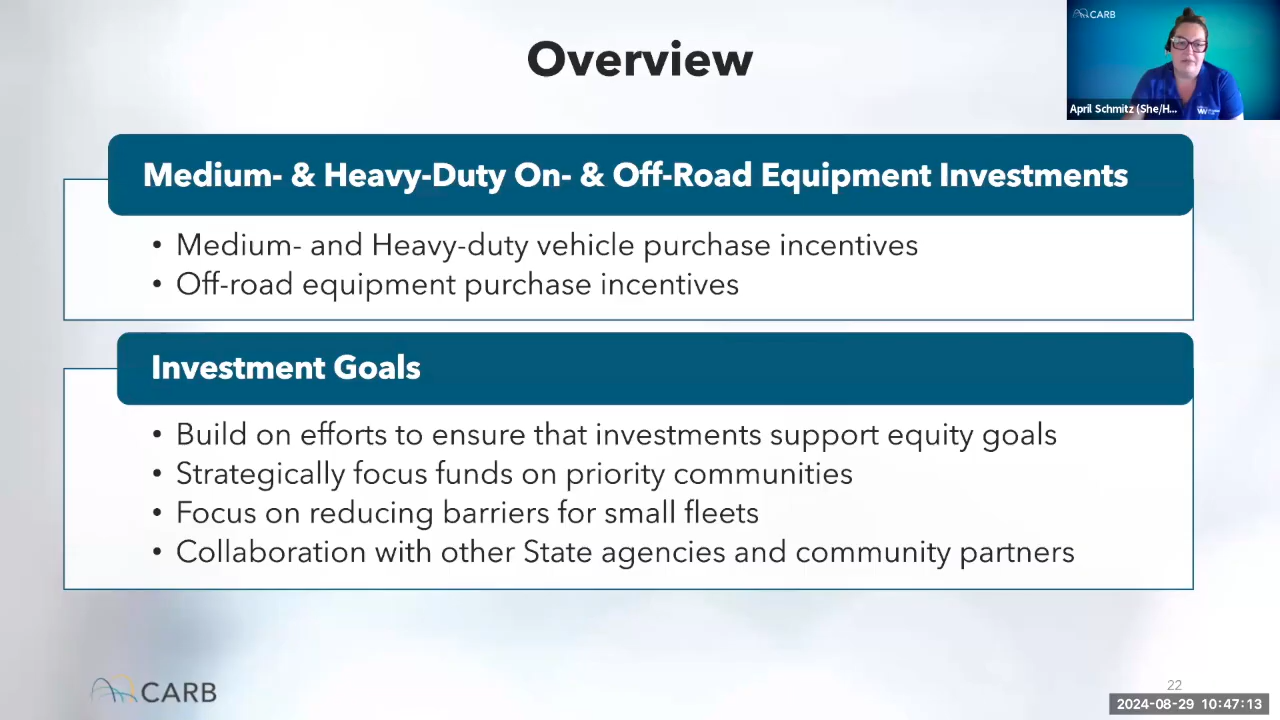 CARB
Overview
April Schmitz (She/H...
Medium- & Heavy-Duty On- & Off-Road Equipment Investments
• Medium- and Heavy-duty vehicle purchase incentives
• Off-road equipment purchase incentives
Investment Goals
• Build on efforts to ensure that investments support equity goals
• Strategically focus funds on priority communities
• Focus on reducing barriers for small fleets
• Collaboration with other State agencies and community partners
CARB
22
2024-08-29 10:47:13